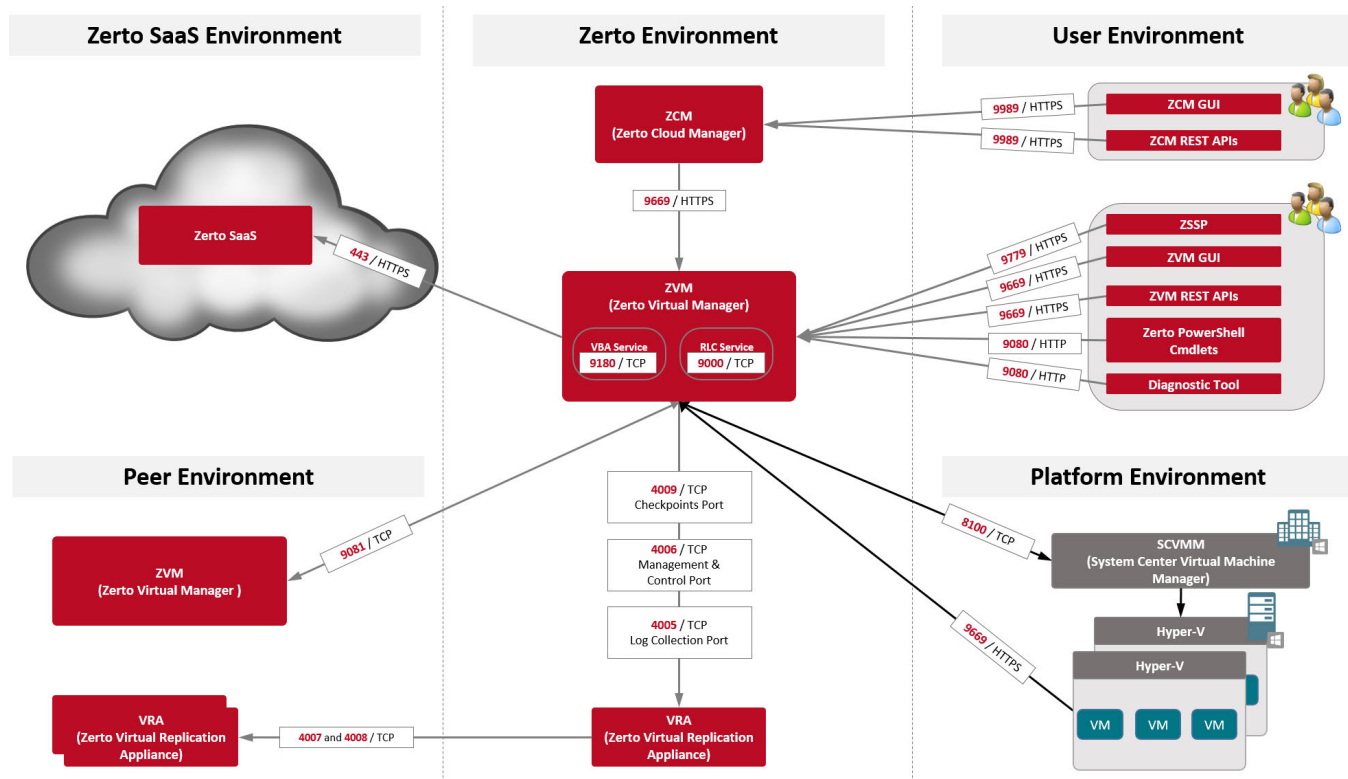 Zerto SaaS Environment
Zerto Environment
User Environment
ZCM
(Zerto Cloud Manager)
9989 / HTTPS
ZCM GUI
9989 / HTTPS
ZCM REST APIs
9669 / HTTPS
Zerto SaaS
443 / HTTPS
ZVM
(Zerto Virtual Manager)
VBA Service
9180 / TCP
RLC Service
9000 / TCP
9779 / HTTPS
ZSSP
9669 / HTTPS
ZVM GUI
9669 / HTTPS
ZVM REST APIs
9080 / HTTP
Zerto PowerShell
Cmdlets
9080 / HTTP
Diagnostic Tool
Peer Environment
Platform Environment
ZVM
(Zerto Virtual Manager )
9081 / TCP
4009 / TCP
Checkpoints Port
4006 / TCP
Management &
Control Port
4005 / TCP
Log Collection Port
8100 / TCP
SCVMM
(System Center Virtual Machine
Manager)
9669 / HTTPS
Hyper-V
Hyper-V
VM
VM
VM
VRA
(Zerto Virtual Replication
Appliance)
4007 and 4008 / TCP
VRA
(Zerto Virtual Replication
Appliance)